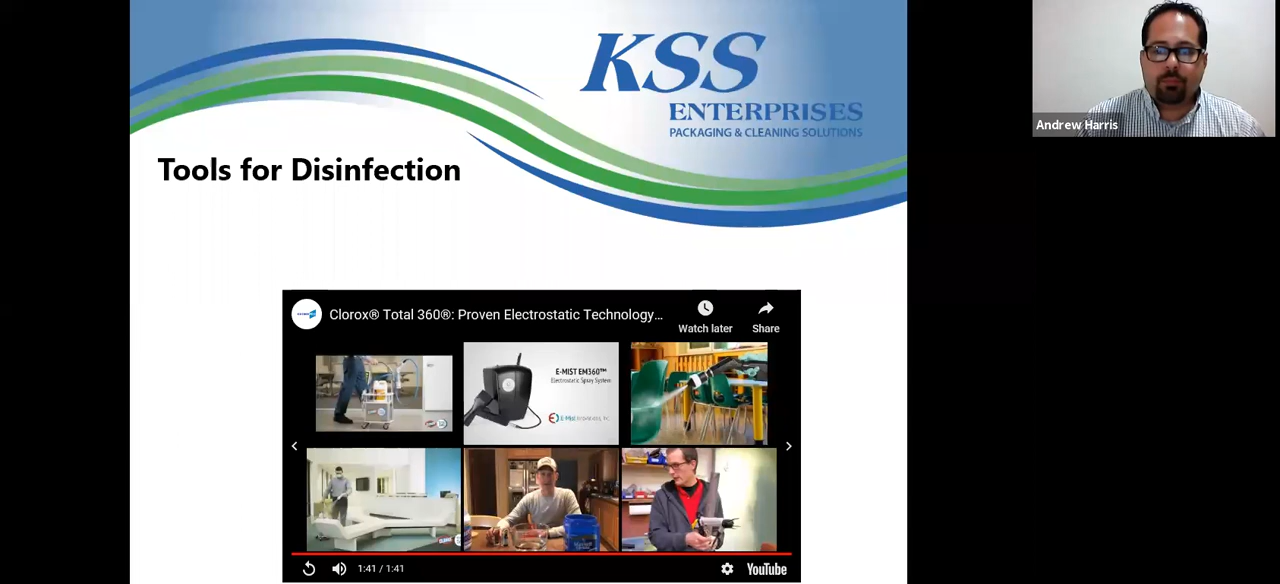 KSS
ENTERPRISES
PACKAGING & CLEANING SOLUTIONS
Andrew Harris
Tools for Disinfection
Clorox® Total 360®: Proven Electrostatic Technology...
Watch later
Share
E-MIST EM360™
Electrostatic Spray System
1:41 / 1:41
YouTube